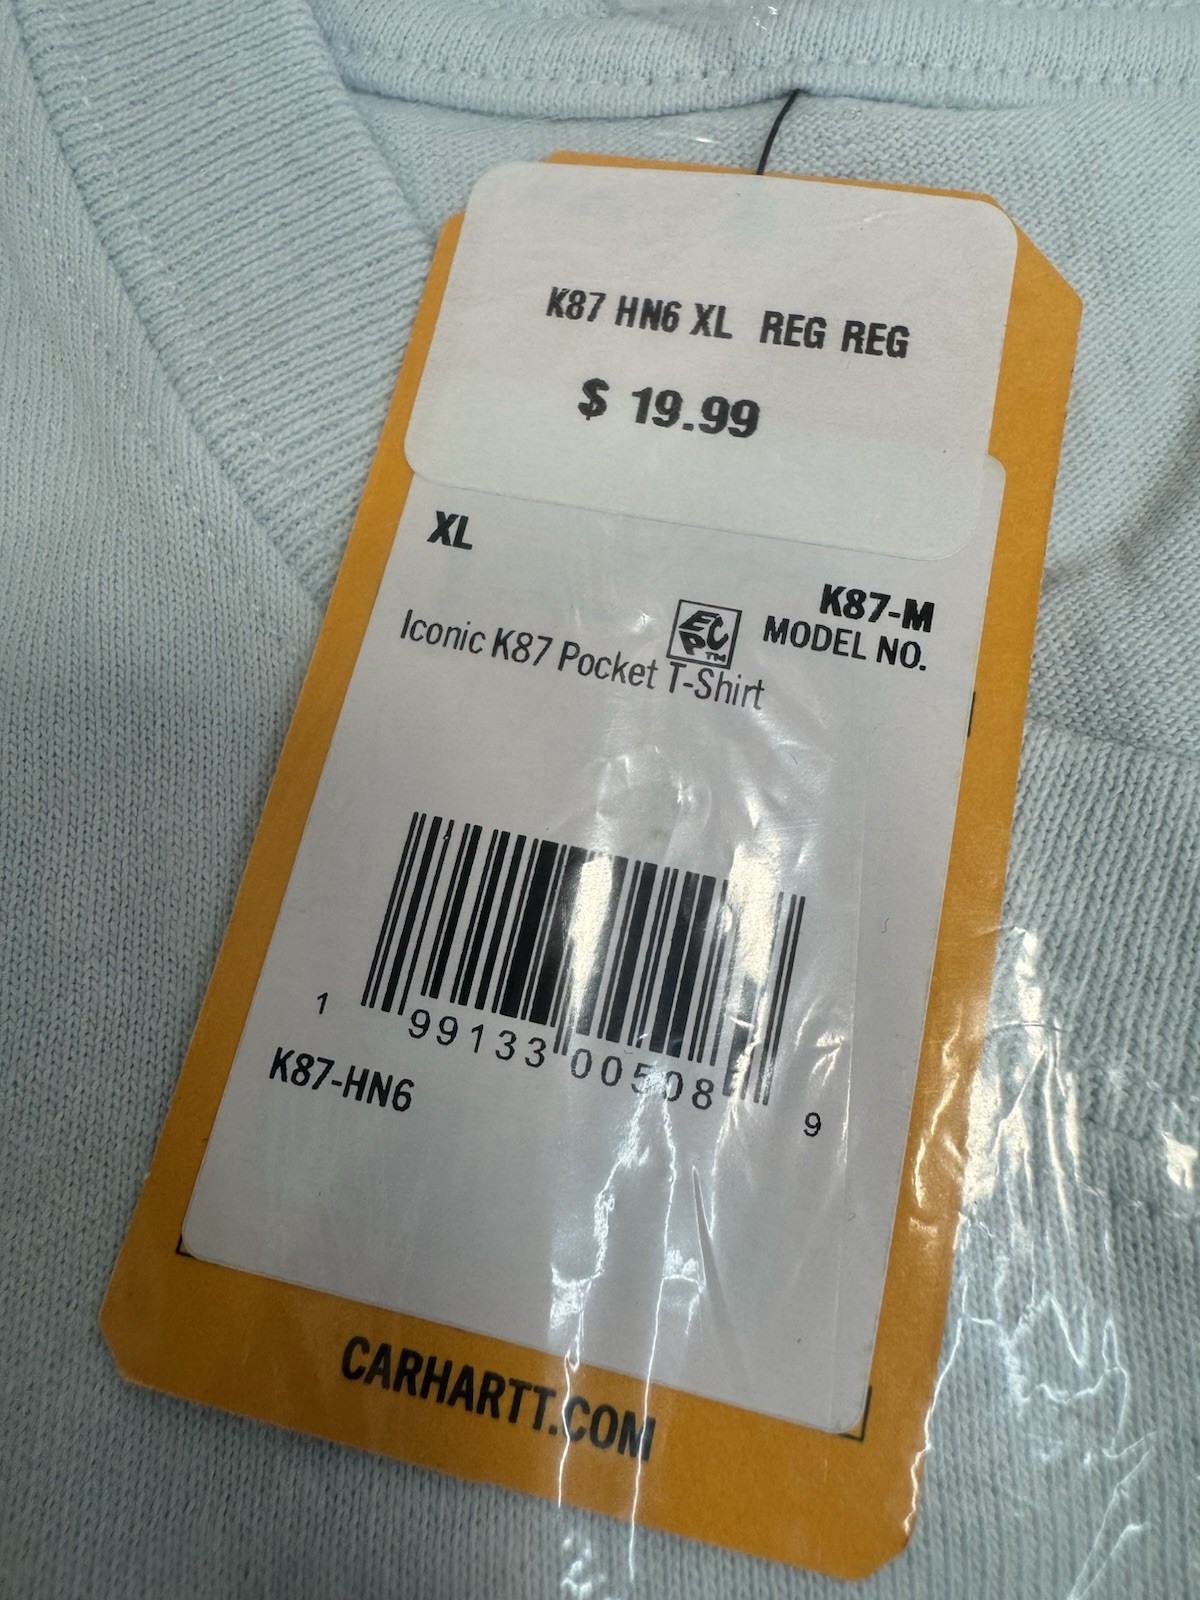 K87 HN6 XL REG REG
$ 19.99
XL
K87-M
MODEL NO.
ECP™
Iconic K87 Pocket T-Shirt
1 99133 00508 9
K87-HN6
CARHARTT.COM